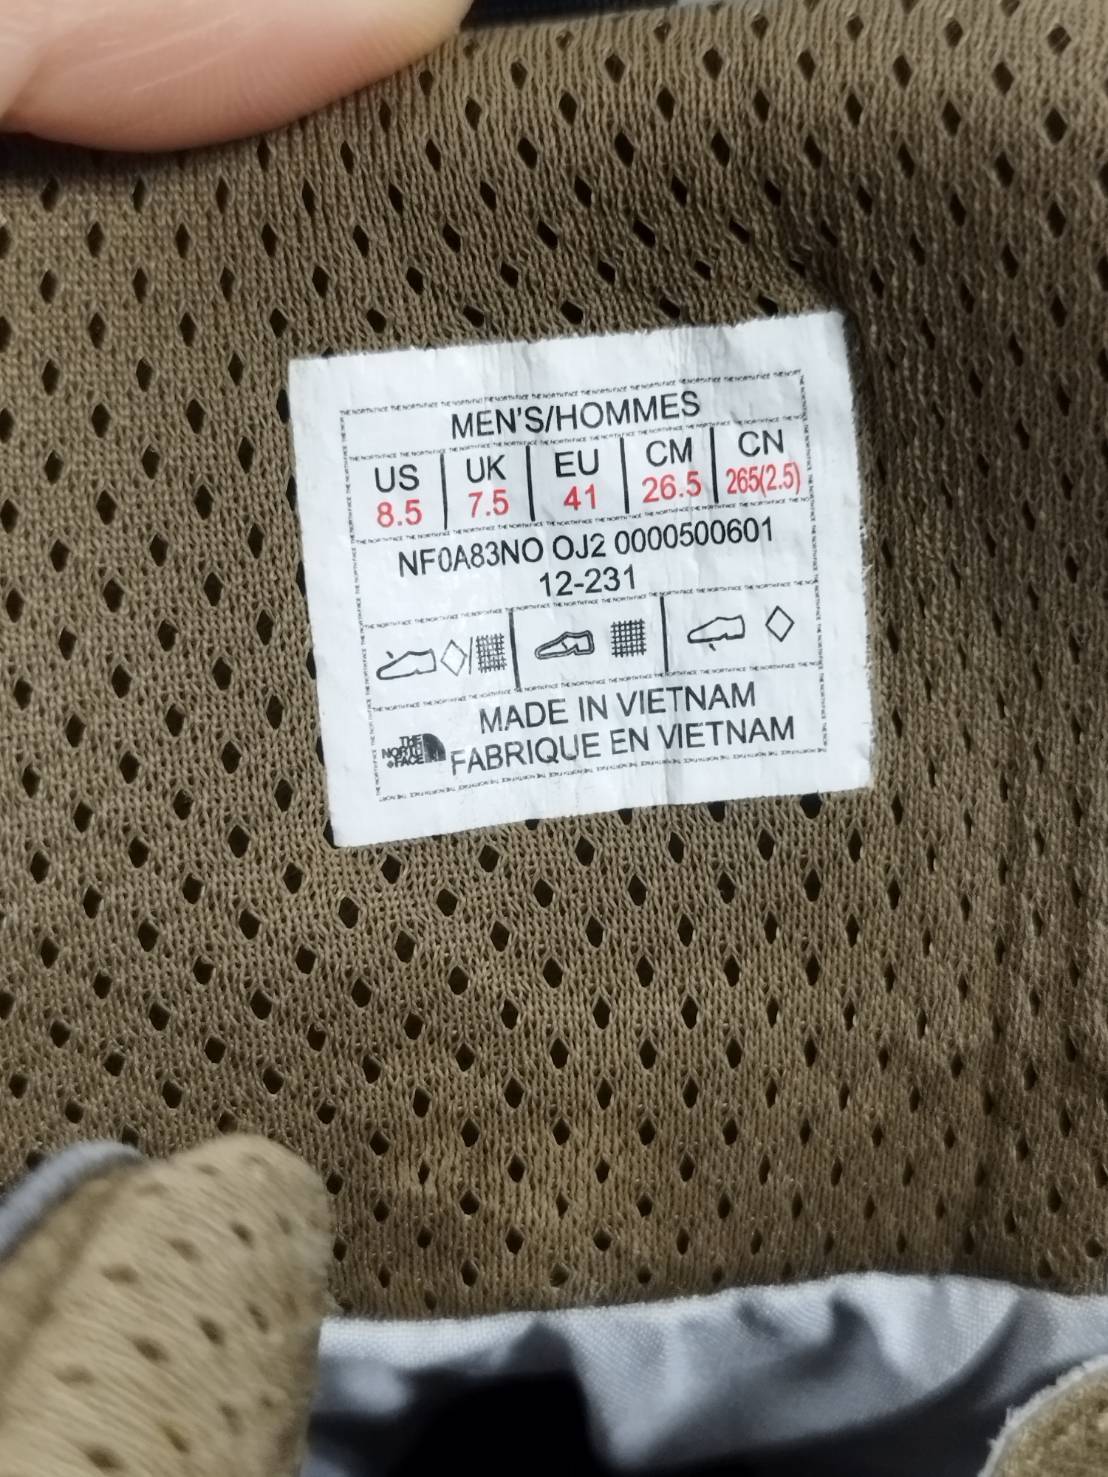 MEN'S/HOMMES
US UK EU CM CN
8.5 7.5 41 26.5 265(2.5)
NF0A83NO OJ2 0000500601
12-231
MADE IN VIETNAM
FABRIQUE EN VIETNAM
THE
NORTH
FACE